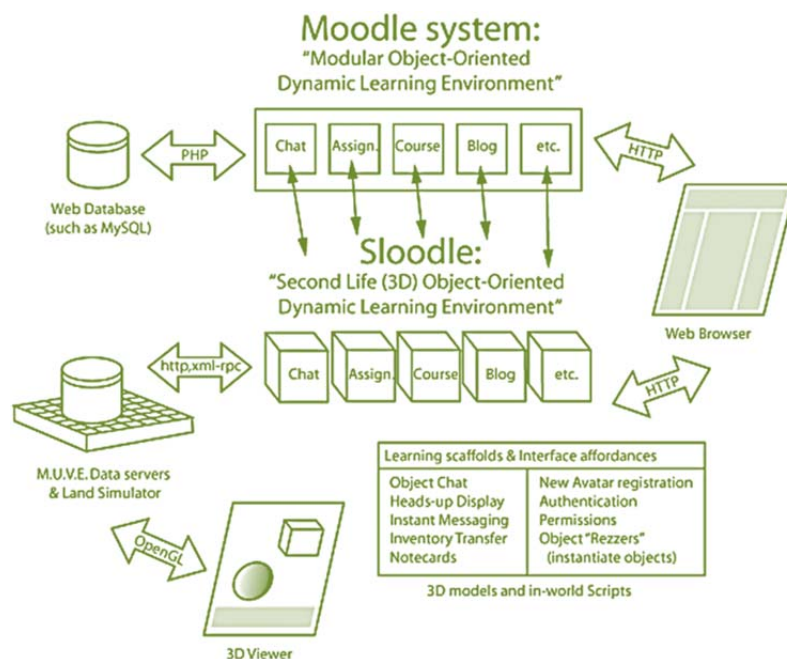 Moodle system:
"Modular Object-Oriented
Dynamic Learning Environment"
PHP
Chat
Assign.
Course
Blog
etc.
HTTP
Web Database
(such as MySQL)
Sloodle:
"Second Life (3D) Object-Oriented
Dynamic Learning Environment"
Web Browser
http,xml-rpc
Chat
Assign.
Course
Blog
etc.
HTTP
M.U.V.E. Data servers
& Land Simulator
Learning scaffolds & Interface affordances
Object Chat
Heads-up Display
Instant Messaging
Inventory Transfer
Notecards
New Avatar registration
Authentication
Permissions
Object "Rezzers"
(instantiate objects)
OpenGL
3D models and in-world Scripts
3D Viewer